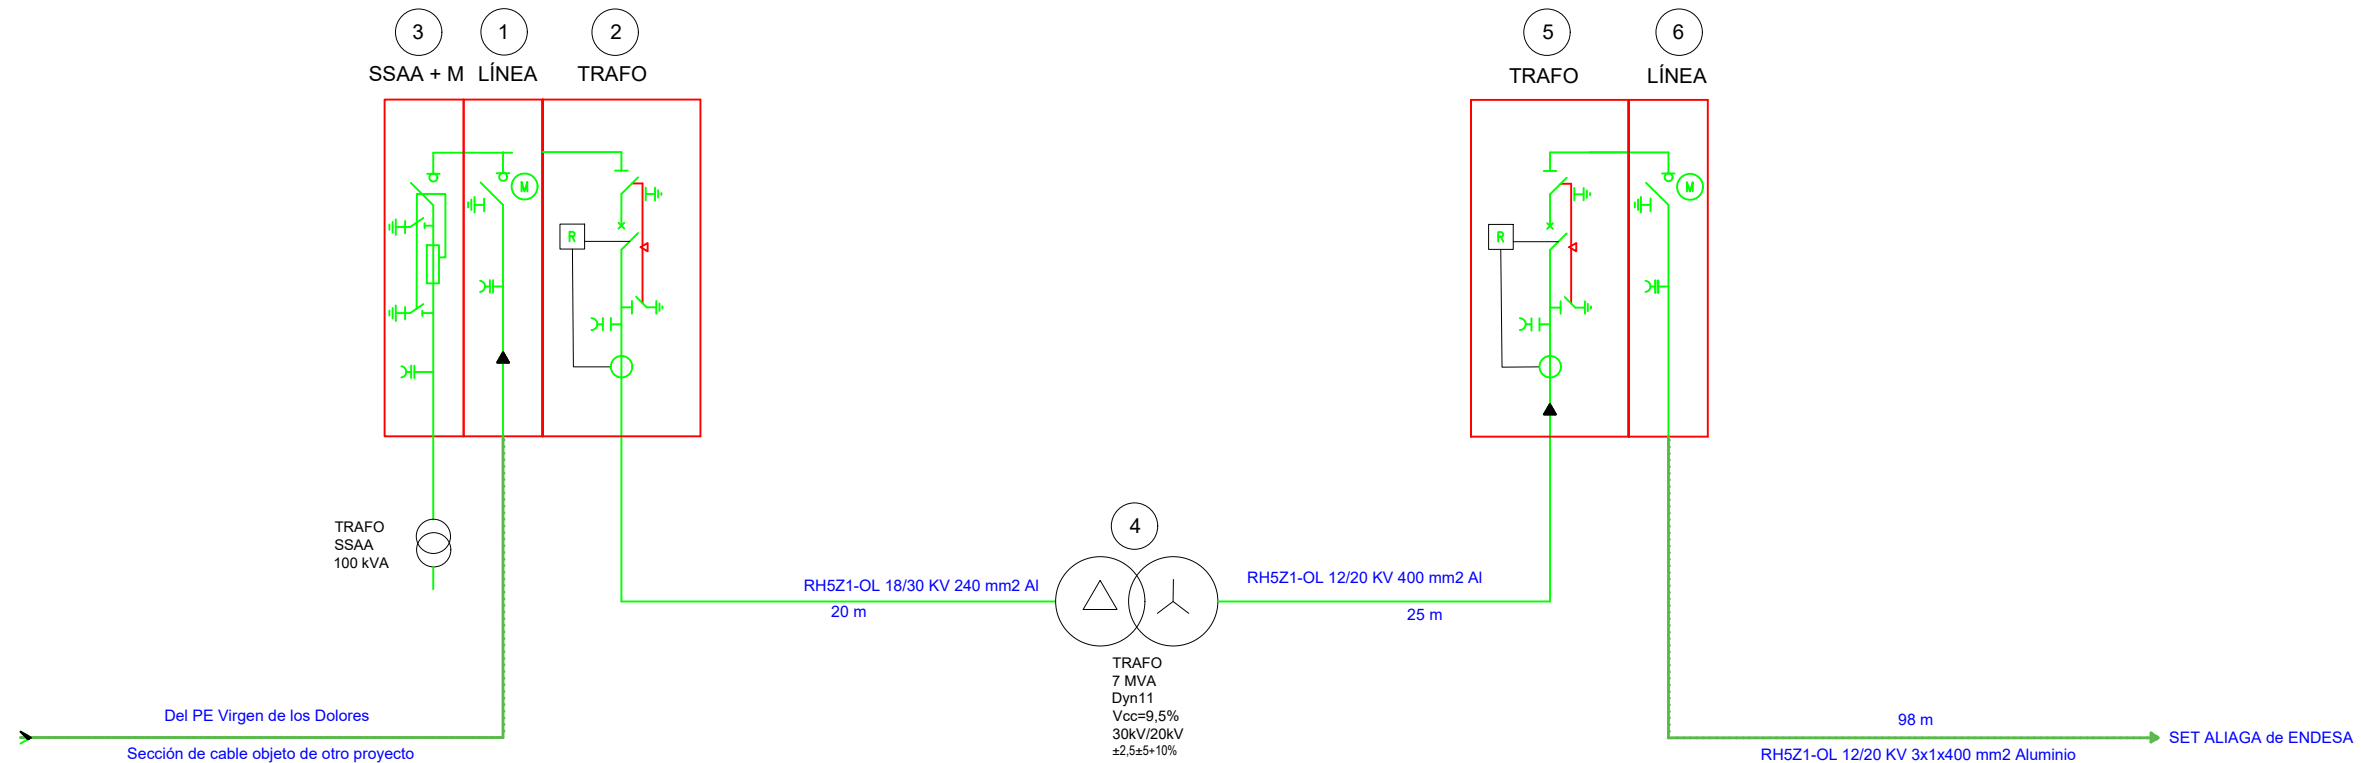 3
1
2
SSAA + M
LÍNEA
TRAFO
5
6
TRAFO
LÍNEA
M
R
R
M
TRAFO
SSAA
100 kVA
4
RH5Z1-OL 18/30 KV 240 mm2 Al
20 m
RH5Z1-OL 12/20 KV 400 mm2 Al
25 m
TRAFO
7 MVA
Dyn11
Vcc=9,5%
30kV/20kV
±2,5±5+10%
Del PE Virgen de los Dolores
Sección de cable objeto de otro proyecto
98 m
RH5Z1-OL 12/20 KV 3x1x400 mm2 Aluminio
SET ALIAGA de ENDESA